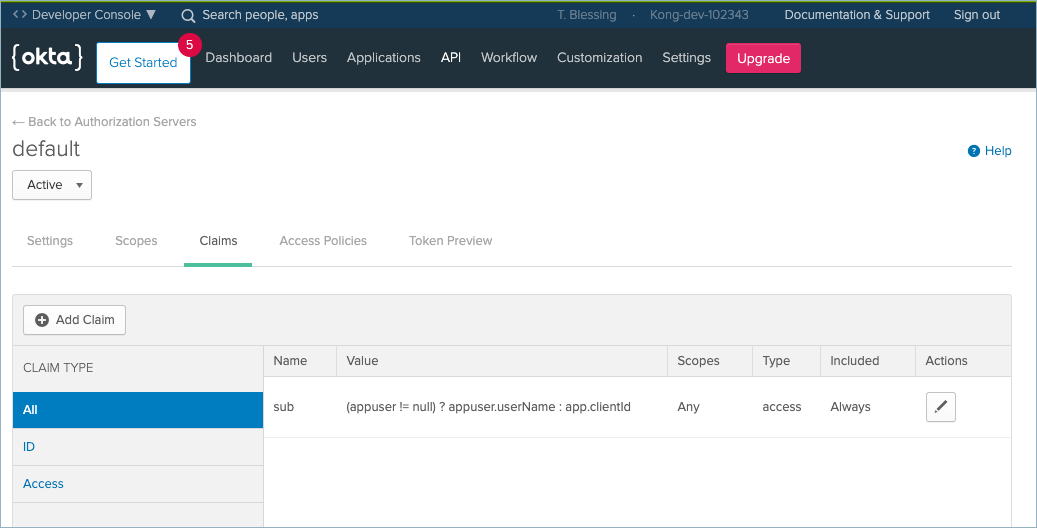 <> Developer Console ▼ Search people, apps T. Blessing · Kong-dev-102343 Documentation & Support Sign out
{okta} Get Started 5 Dashboard Users Applications API Workflow Customization Settings Upgrade
← Back to Authorization Servers
default
? Help
Active ▼
Settings Scopes Claims Access Policies Token Preview
+ Add Claim
CLAIM TYPE
Name Value Scopes Type Included Actions
All
sub (appuser != null) ? appuser.userName : app.clientId Any access Always
ID
Access